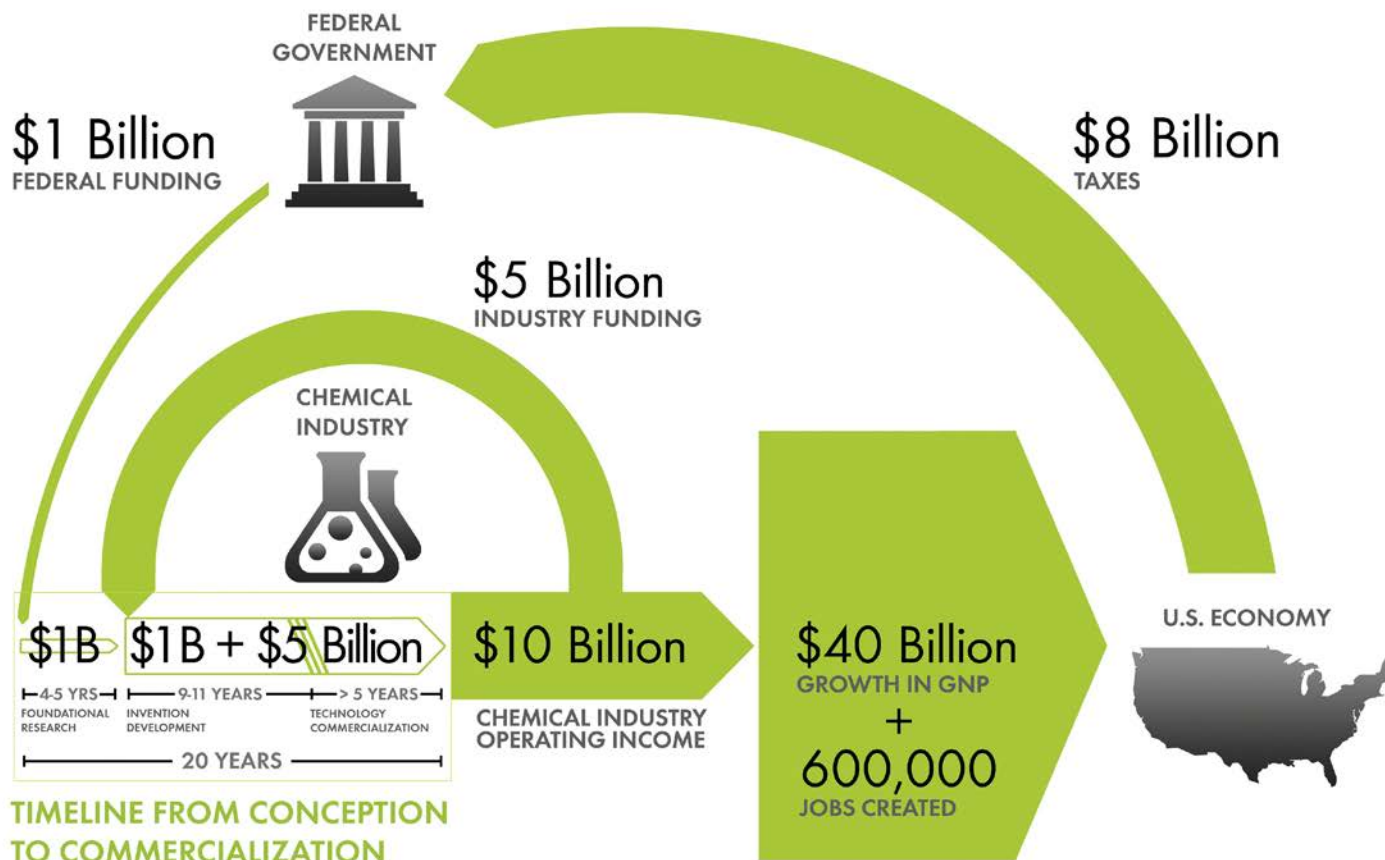 FEDERAL
GOVERNMENT
$1 Billion
FEDERAL FUNDING
$8 Billion
TAXES
$5 Billion
INDUSTRY FUNDING
CHEMICAL
INDUSTRY
$1B
$1B + $5 Billion
$10 Billion
CHEMICAL INDUSTRY
OPERATING INCOME
4-5 YRS
FOUNDATIONAL
RESEARCH
9-11 YEARS
INVENTION
DEVELOPMENT
> 5 YEARS
TECHNOLOGY
COMMERCIALIZATION
20 YEARS
$40 Billion
GROWTH IN GNP
+
600,000
JOBS CREATED
U.S. ECONOMY
TIMELINE FROM CONCEPTION
TO COMMERCIALIZATION